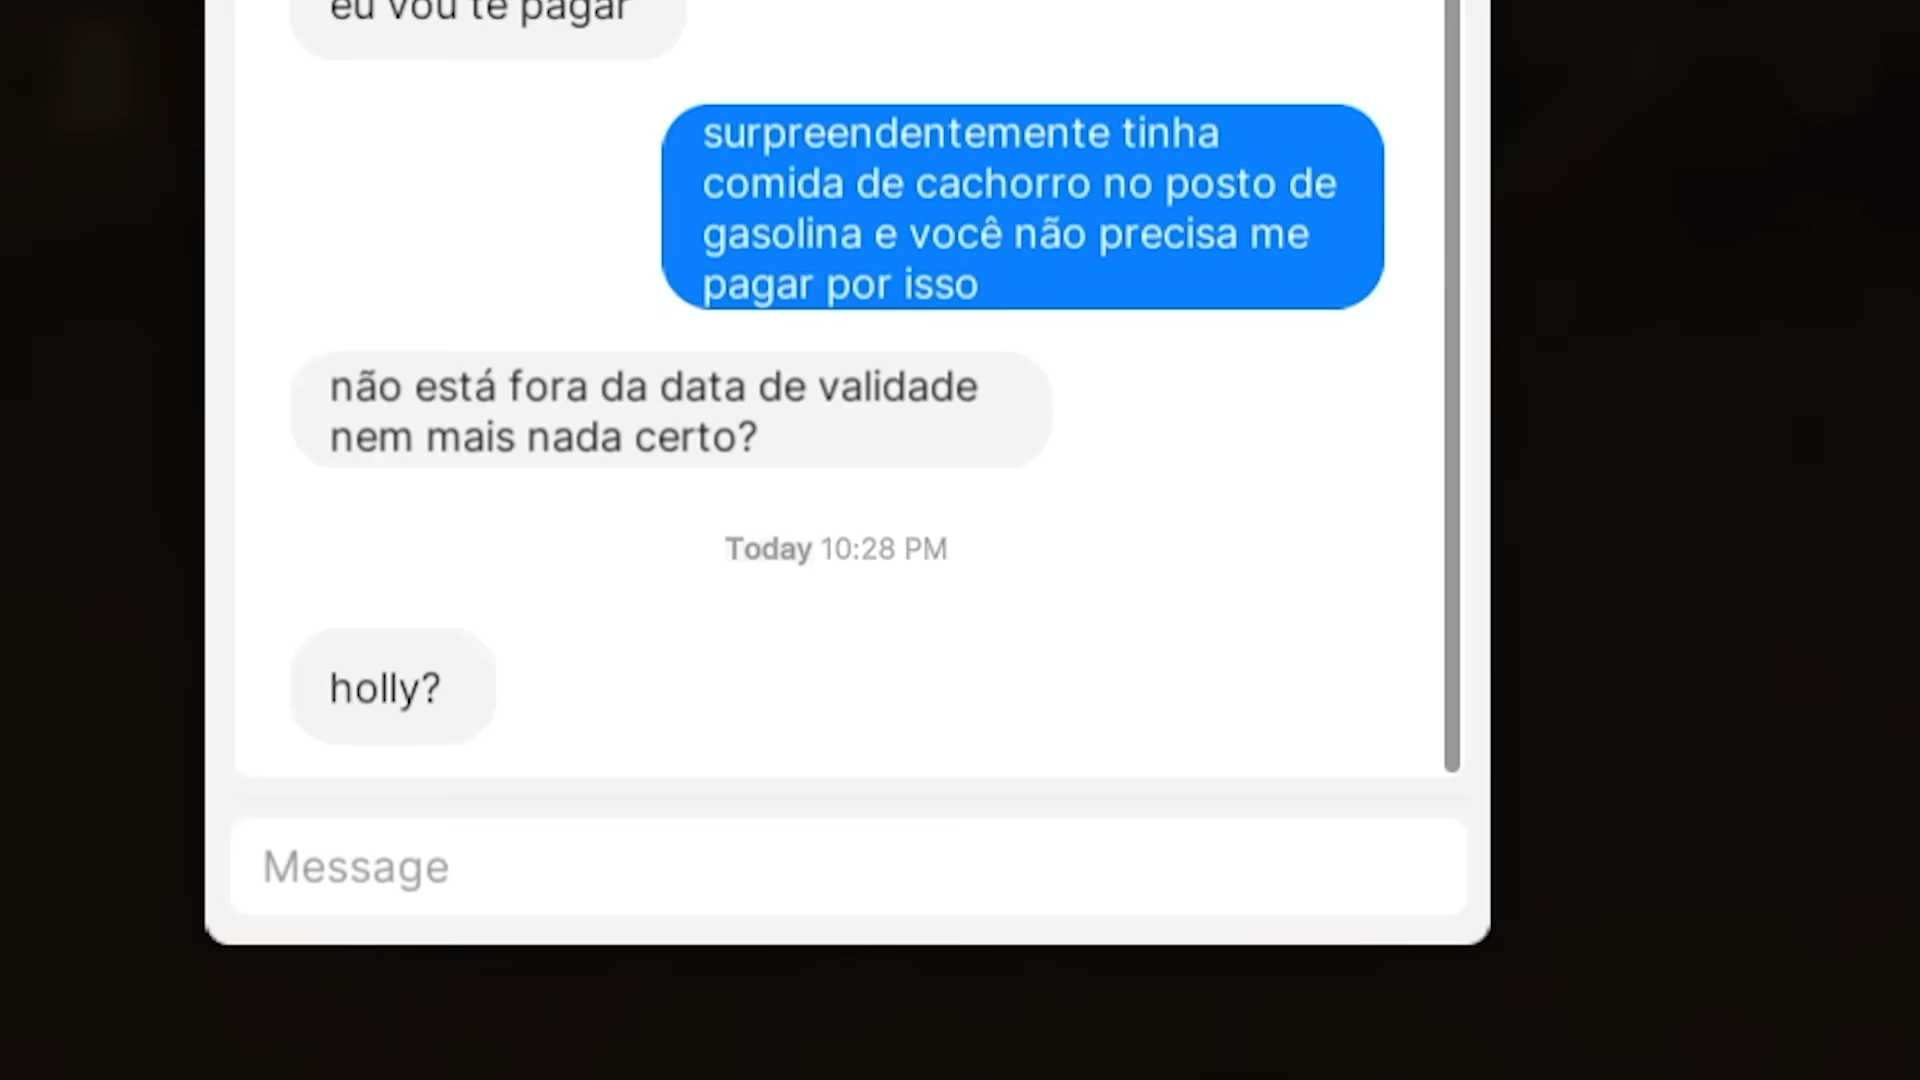 eu vou te pagar
surpreendentemente tinha
comida de cachorro no posto de
gasolina e você não precisa me
pagar por isso
não está fora da data de validade
nem mais nada certo?
Today 10:28 PM
holly?
Message